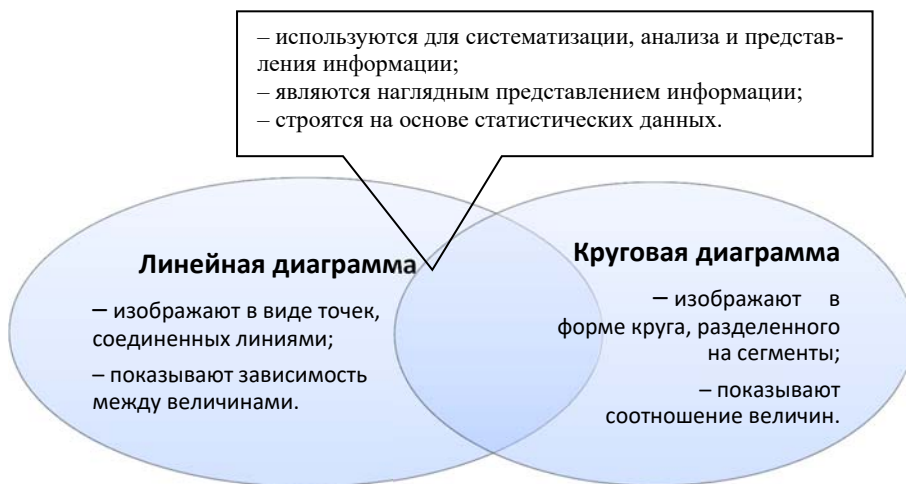 – используются для систематизации, анализа и представ-
ления информации;
– являются наглядным представлением информации;
– строятся на основе статистических данных.
Линейная диаграмма
– изображают в виде точек,
соединенных линиями;
– показывают зависимость
между величинами.
Круговая диаграмма
– изображают в
форме круга, разделенного
на сегменты;
– показывают
соотношение величин.